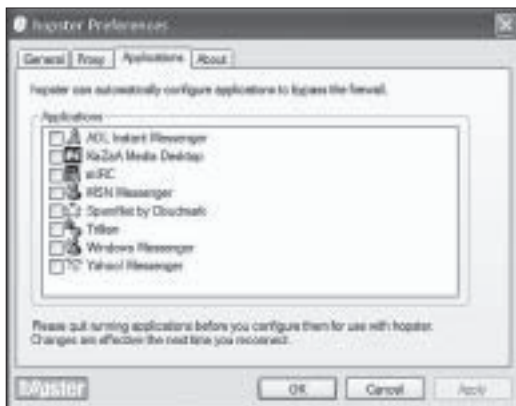 hopster Preferences
General Proxy Applications About
hopster can automatically configure applications to bypass the firewall.
Applications
AOL Instant Messenger
KaZaA Media Desktop
mIRC
MSN Messenger
SpamNet by Cloudmark
Trillian
Windows Messenger
Yahoo! Messenger
Please quit running applications before you configure them for use with hopster.
Changes are effective the next time you reconnect.
hopster
OK Cancel Apply